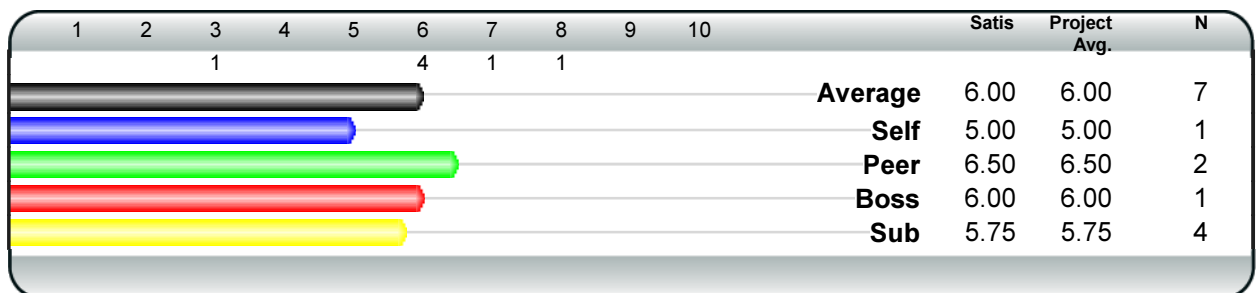 1 2 3 4 5 6 7 8 9 10 Satis Project Avg. N
1 4 1 1
Average 6.00 6.00 7
Self 5.00 5.00 1
Peer 6.50 6.50 2
Boss 6.00 6.00 1
Sub 5.75 5.75 4